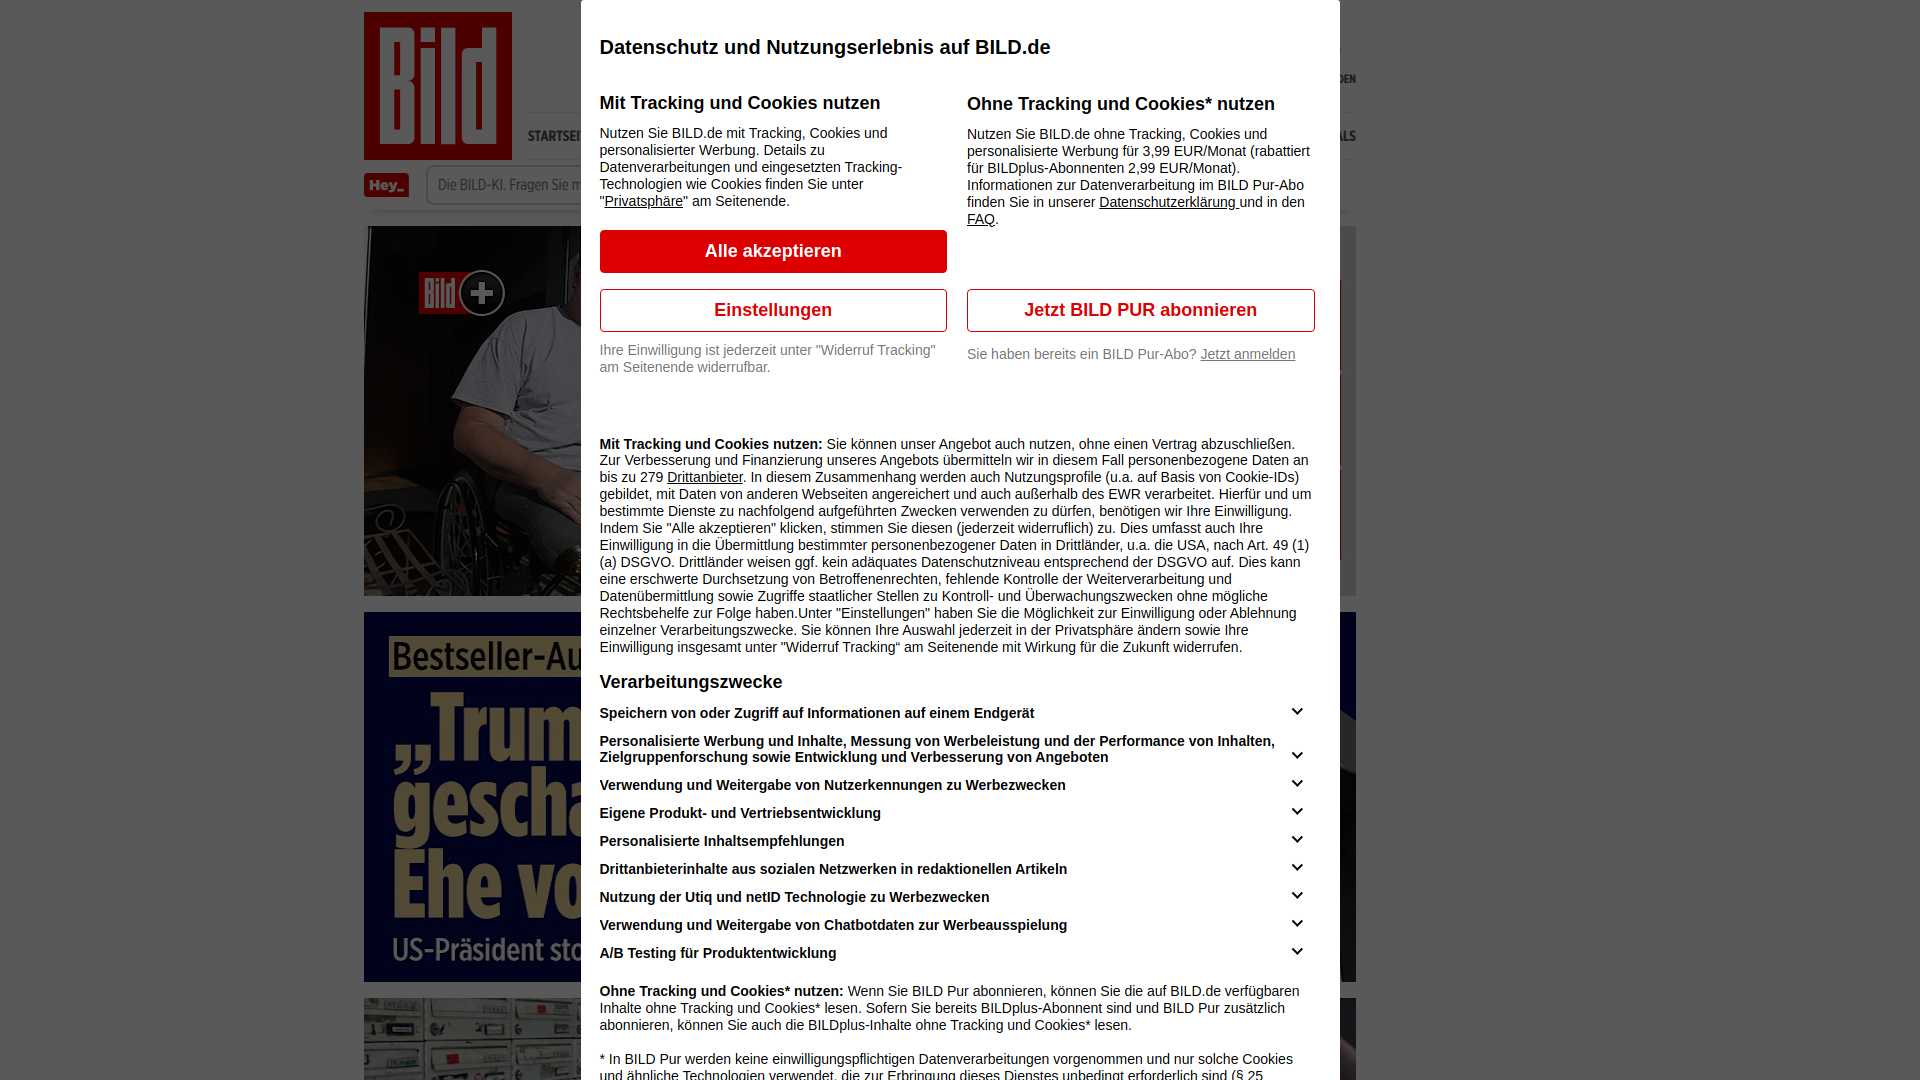 Bild
STARTSEI
Hey_
Die BILD-KI. Fragen Sie m
Bild
Bestseller-Au
„Trum
gescha
Ehe vo
US-Präsident sto
Datenschutz und Nutzungserlebnis auf BILD.de
Mit Tracking und Cookies nutzen
Nutzen Sie BILD.de mit Tracking, Cookies und
personalisierter Werbung. Details zu
Datenverarbeitungen und eingesetzten Tracking-
Technologien wie Cookies finden Sie unter
"Privatsphäre" am Seitenende.
Alle akzeptieren
Einstellungen
Ihre Einwilligung ist jederzeit unter "Widerruf Tracking"
am Seitenende widerrufbar.
Ohne Tracking und Cookies* nutzen
Nutzen Sie BILD.de ohne Tracking, Cookies und
personalisierte Werbung für 3,99 EUR/Monat (rabattiert
für BILDplus-Abonnenten 2,99 EUR/Monat).
Informationen zur Datenverarbeitung im BILD Pur-Abo
finden Sie in unserer Datenschutzerklärung und in den
FAQ.
Jetzt BILD PUR abonnieren
Sie haben bereits ein BILD Pur-Abo? Jetzt anmelden
Mit Tracking und Cookies nutzen: Sie können unser Angebot auch nutzen, ohne einen Vertrag abzuschließen.
Zur Verbesserung und Finanzierung unseres Angebots übermitteln wir in diesem Fall personenbezogene Daten an
bis zu 279 Drittanbieter. In diesem Zusammenhang werden auch Nutzungsprofile (u.a. auf Basis von Cookie-IDs)
gebildet, mit Daten von anderen Webseiten angereichert und auch außerhalb des EWR verarbeitet. Hierfür und um
bestimmte Dienste zu nachfolgend aufgeführten Zwecken verwenden zu dürfen, benötigen wir Ihre Einwilligung.
Indem Sie "Alle akzeptieren" klicken, stimmen Sie diesen (jederzeit widerruflich) zu. Dies umfasst auch Ihre
Einwilligung in die Übermittlung bestimmter personenbezogener Daten in Drittländer, u.a. die USA, nach Art. 49 (1)
(a) DSGVO. Drittländer weisen ggf. kein adäquates Datenschutzniveau entsprechend der DSGVO auf. Dies kann
eine erschwerte Durchsetzung von Betroffenenrechten, fehlende Kontrolle der Weiterverarbeitung und
Datenübermittlung sowie Zugriffe staatlicher Stellen zu Kontroll- und Überwachungszwecken ohne mögliche
Rechtsbehelfe zur Folge haben.Unter "Einstellungen" haben Sie die Möglichkeit zur Einwilligung oder Ablehnung
einzelner Verarbeitungszwecke. Sie können Ihre Auswahl jederzeit in der Privatsphäre ändern sowie Ihre
Einwilligung insgesamt unter "Widerruf Tracking“ am Seitenende mit Wirkung für die Zukunft widerrufen.
Verarbeitungszwecke
Speichern von oder Zugriff auf Informationen auf einem Endgerät
Personalisierte Werbung und Inhalte, Messung von Werbeleistung und der Performance von Inhalten,
Zielgruppenforschung sowie Entwicklung und Verbesserung von Angeboten
Verwendung und Weitergabe von Nutzerkennungen zu Werbezwecken
Eigene Produkt- und Vertriebsentwicklung
Personalisierte Inhaltsempfehlungen
Drittanbieterinhalte aus sozialen Netzwerken in redaktionellen Artikeln
Nutzung der Utiq und netID Technologie zu Werbezwecken
Verwendung und Weitergabe von Chatbotdaten zur Werbeausspielung
A/B Testing für Produktentwicklung
Ohne Tracking und Cookies* nutzen: Wenn Sie BILD Pur abonnieren, können Sie die auf BILD.de verfügbaren
Inhalte ohne Tracking und Cookies* lesen. Sofern Sie bereits BILDplus-Abonnent sind und BILD Pur zusätzlich
abonnieren, können Sie auch die BILDplus-Inhalte ohne Tracking und Cookies* lesen.
* In BILD Pur werden keine einwilligungspflichtigen Datenverarbeitungen vorgenommen und nur solche Cookies
und ähnliche Technologien verwendet, die zur Erbringung dieses Dienstes unbedingt erforderlich sind (§ 25
DEN
ALS